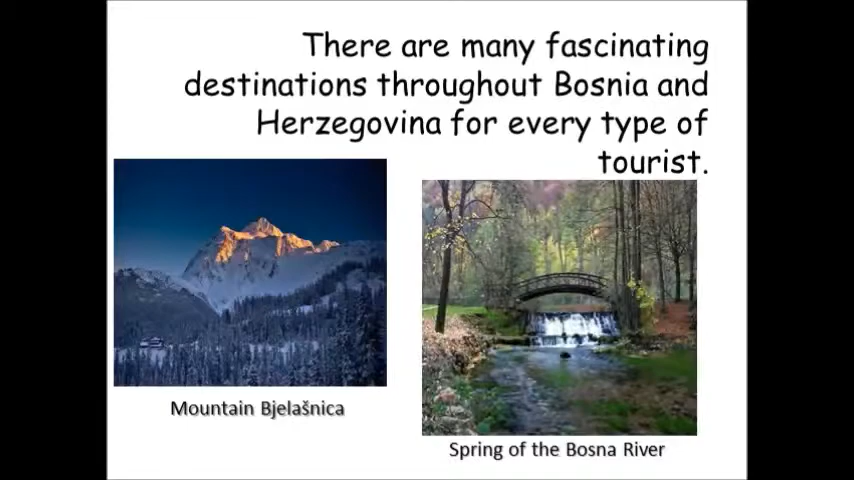 There are many fascinating
destinations throughout Bosnia and
Herzegovina for every type of
tourist.
Mountain Bjelašnica
Spring of the Bosna River